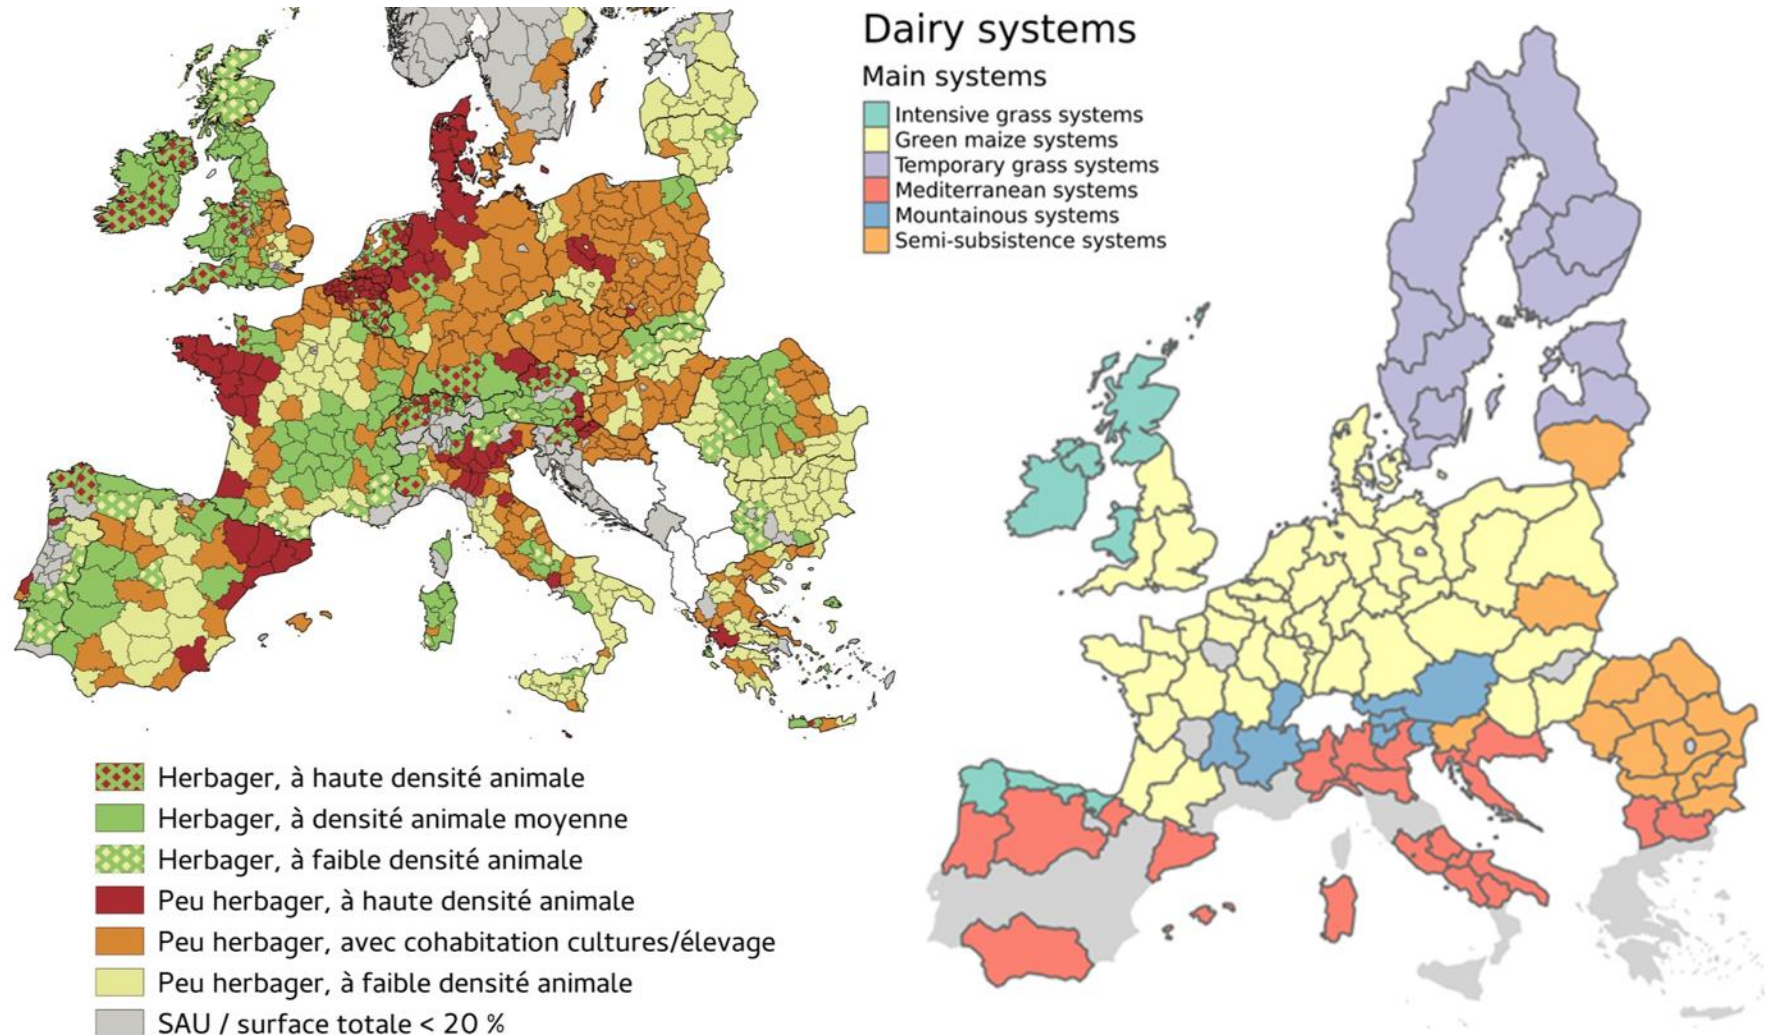 Dairy systems
Main systems
Intensive grass systems
Green maize systems
Temporary grass systems
Mediterranean systems
Mountainous systems
Semi-subsistence systems
Herbager, à haute densité animale
Herbager, à densité animale moyenne
Herbager, à faible densité animale
Peu herbager, à haute densité animale
Peu herbager, avec cohabitation cultures/élevage
Peu herbager, à faible densité animale
SAU / surface totale < 20 %